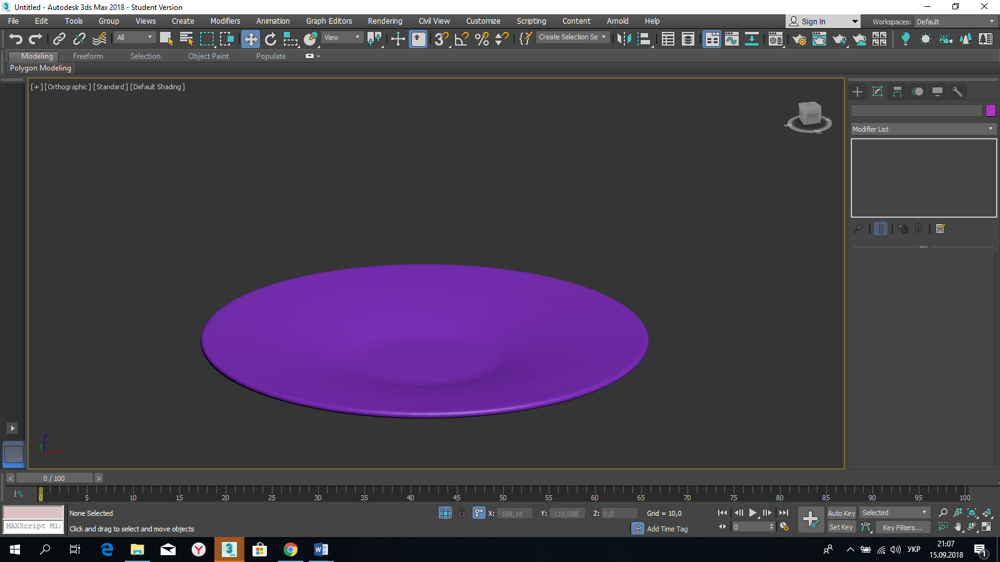 Untitled - Autodesk 3ds Max 2018 - Student Version
File Edit Tools Group Views Create Modifiers Animation Graph Editors Rendering Civil View Customize Scripting Content Arnold Help
Sign In
Workspaces: Default
All
View
Create Selection Se
Modeling Freeform Selection Object Paint Populate
Polygon Modeling
[+] [Orthographic] [Standard] [Default Shading]
FRONT
Modifier List
z
y
x
< 0 / 100 >
0 5 10 15 20 25 30 35 40 45 50 55 60 65 70 75 80 85 90 95 100
None Selected
X: -109,14 Y: -119,088 Z: 0,0 Grid = 10,0
Auto Key Selected
MAXScript Mi
Click and drag to select and move objects
Add Time Tag
0
Set Key Key Filters...
УКР
21:07
15.09.2018
1